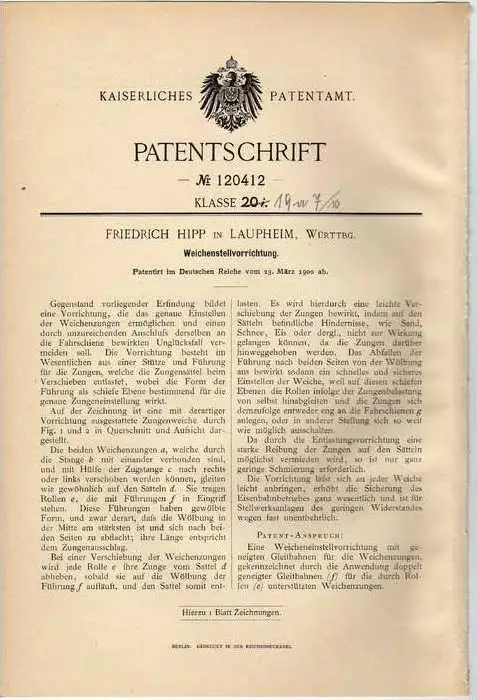 KAISERLICHES PATENTAMT.
PATENTSCHRIFT
— № 120412 —
KLASSE 20 i. 19 a 7/10
FRIEDRICH HIPP IN LAUPHEIM, WÜRTTBG.
Weichenstellvorrichtung.
Patentirt im Deutschen Reiche vom 23. März 1900 ab.
Gegenstand vorliegender Erfindung bildet
eine Vorrichtung, die das genaue Einstellen
der Weichenzungen ermöglichen und einen
durch unzureichenden Anschluß derselben an
die Fahrschiene bewirkten Unglücksfall ver-
meiden soll. Die Vorrichtung besteht im
Wesentlichen aus einer Stütze und Führung
für die Zungen, welche die Zungensättel beim
Verschieben entlastet, wobei die Form der
Führung als schiefe Ebene bestimmend für die
genaue Zungeneinstellung wirkt.
Auf der Zeichnung ist eine mit derartiger
Vorrichtung ausgestattete Zungenweiche durch
Fig. 1 und 2 in Querschnitt und Aufsicht dar-
gestellt.
Die beiden Weichenzungen a, welche durch
die Stange b mit einander verbunden sind,
und mit Hülfe der Zugstange c nach rechts
oder links verschoben werden können, gleiten
wie gewöhnlich auf den Sätteln d. Sie tragen
Rollen e, die mit Führungen f in Eingriff
stehen. Diese Führungen haben gewölbte
Form, und zwar derart, daß die Wölbung in
der Mitte am stärksten ist und sich nach bei-
den Seiten zu abflacht; ihre Länge entspricht
dem Zungenausschlag.
Bei einer Verschiebung der Weichenzungen
wird jede Rolle e ihre Zunge vom Sattel d
abheben, sobald sie auf die Wölbung der
Führung f aufläuft, und den Sattel somit ent-
lasten. Es wird hierdurch eine leichte Ver-
schiebung der Zungen bewirkt, indem auf den
Sätteln befindliche Hindernisse, wie Sand,
Schnee, Eis oder dergl., nicht zur Wirkung
gelangen können, da die Zungen darüber
hinweggehoben werden. Das Abfallen der
Führung nach beiden Seiten von der Wölbung
aus bewirkt sodann ein schnelles und sicheres
Einstellen der Weiche, weil auf diesen schiefen
Ebenen die Rollen infolge der Zungenbelastung
von selbst hinabgleiten und die Zungen sich
demzufolge entweder eng an die Fahrschienen g
anlegen, oder in anderer Stellung sich so weit
wie möglich ausschalten.
Da durch die Entlastungsvorrichtung eine
starke Reibung der Zungen auf den Sätteln
möglichst vermieden wird, so ist nur ganz
geringe Schmierung erforderlich.
Die Vorrichtung läßt sich an jeder Weiche
leicht anbringen, erhöht die Sicherung des
Eisenbahnbetriebes ganz wesentlich und ist für
Stellwerksanlagen des geringen Widerstandes
wegen fast unentbehrlich.
PATENT-ANSPRUCH:
Eine Weicheneinstellvorrichtung mit ge-
neigten Gleitbahnen für die Weichenzungen,
gekennzeichnet durch die Anwendung doppelt
geneigter Gleitbahnen (f) für die durch Rol-
len (e) unterstützten Weichenzungen.
Hierzu 1 Blatt Zeichnungen.
BERLIN. GEDRUCKT IN DER REICHSDRUCKEREI.